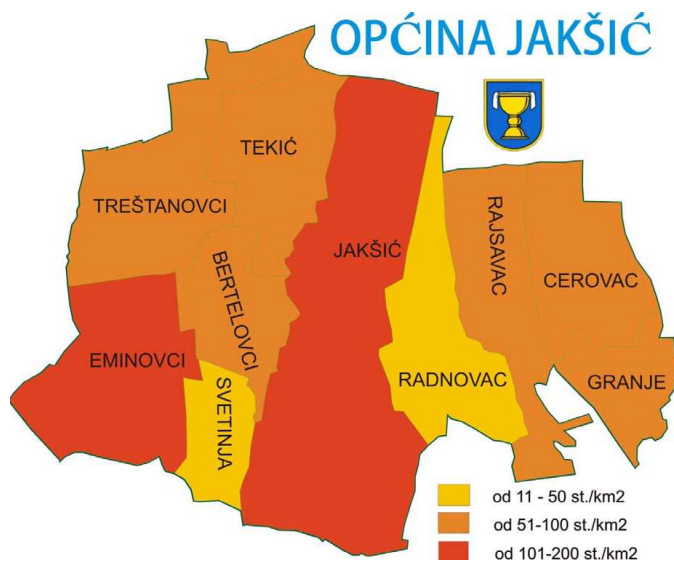 OPĆINA JAKŠIĆ
TEKIĆ
TREŠTANOVCI
BERTELOVCI
JAKŠIĆ
RAJSAVAC
CEROVAC
EMINOVCI
SVETINJA
RADNOVAC
GRANJE
od 11 - 50 st./km2
od 51-100 st./km2
od 101-200 st./km2